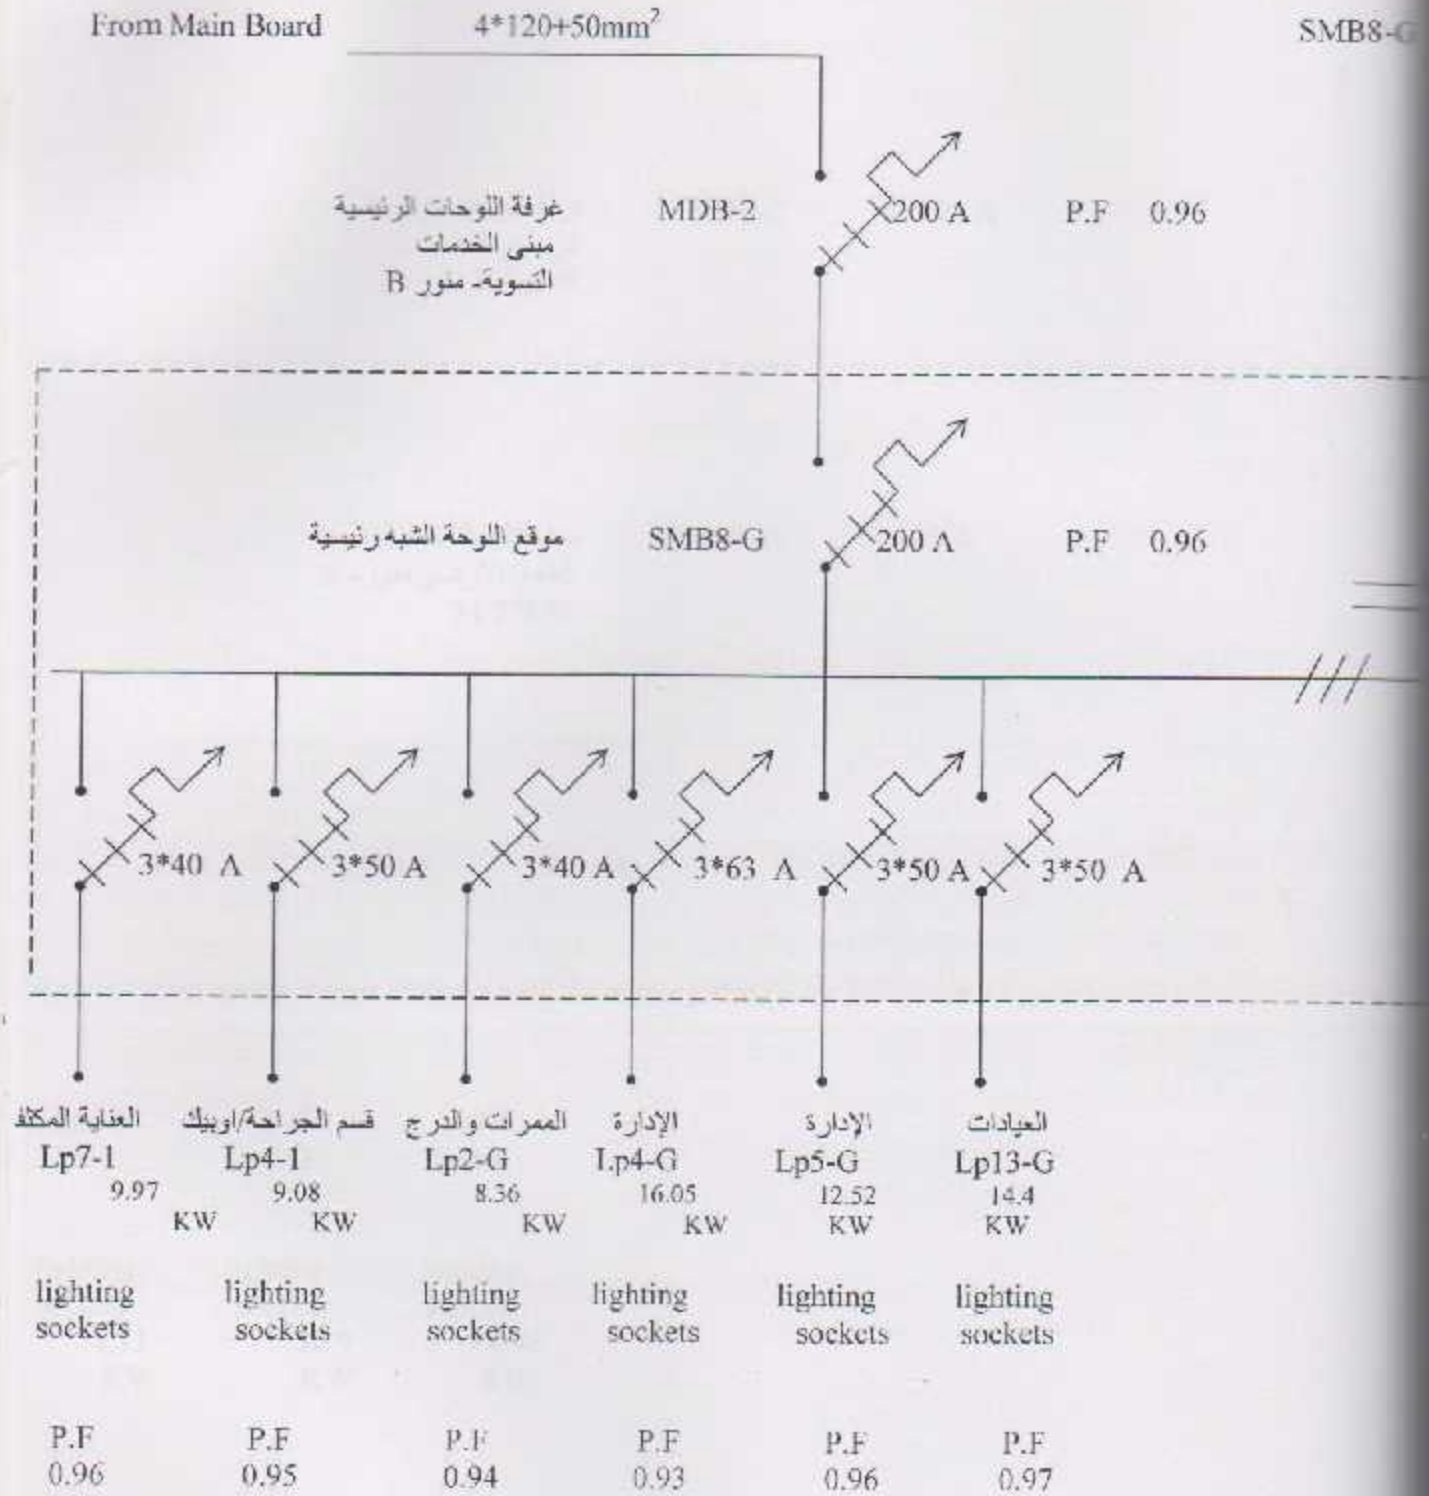 From Main Board 4*120+50mm² SMB8-G
غرفة اللوحات الرئيسية MDB-2 200 A P.F 0.96
مبنى الخدمات
التسوية- منور B
موقع اللوحة الشبه رئيسية SMB8-G 200 A P.F 0.96
3*40 A 3*50 A 3*40 A 3*63 A 3*50 A 3*50 A
العناية المكثف قسم الجراحة/اوبيك الممرات والدرج الإدارة الإدارة العيادات
Lp7-1 Lp4-1 Lp2-G Lp4-G Lp5-G Lp13-G
9.97 9.08 8.36 16.05 12.52 14.4
KW KW KW KW KW KW
lighting lighting lighting lighting lighting lighting
sockets sockets sockets sockets sockets sockets
P.F P.F P.F P.F P.F P.F
0.96 0.95 0.94 0.93 0.96 0.97